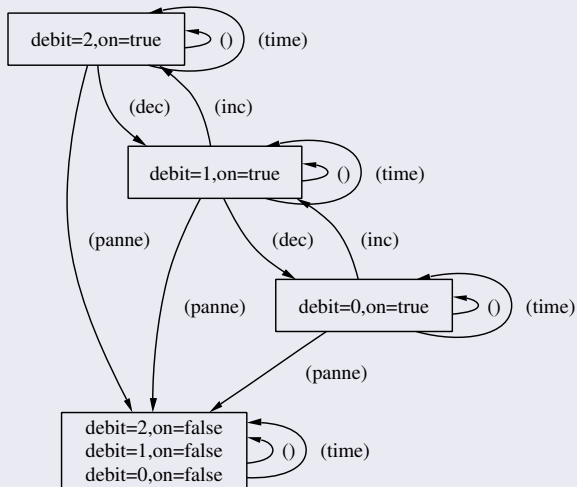 debit=2,on=true
()
(time)
(dec)
(inc)
debit=1,on=true
()
(time)
(panne)
(dec)
(inc)
(panne)
debit=0,on=true
()
(time)
(panne)
debit=2,on=false
debit=1,on=false
debit=0,on=false
()
(time)